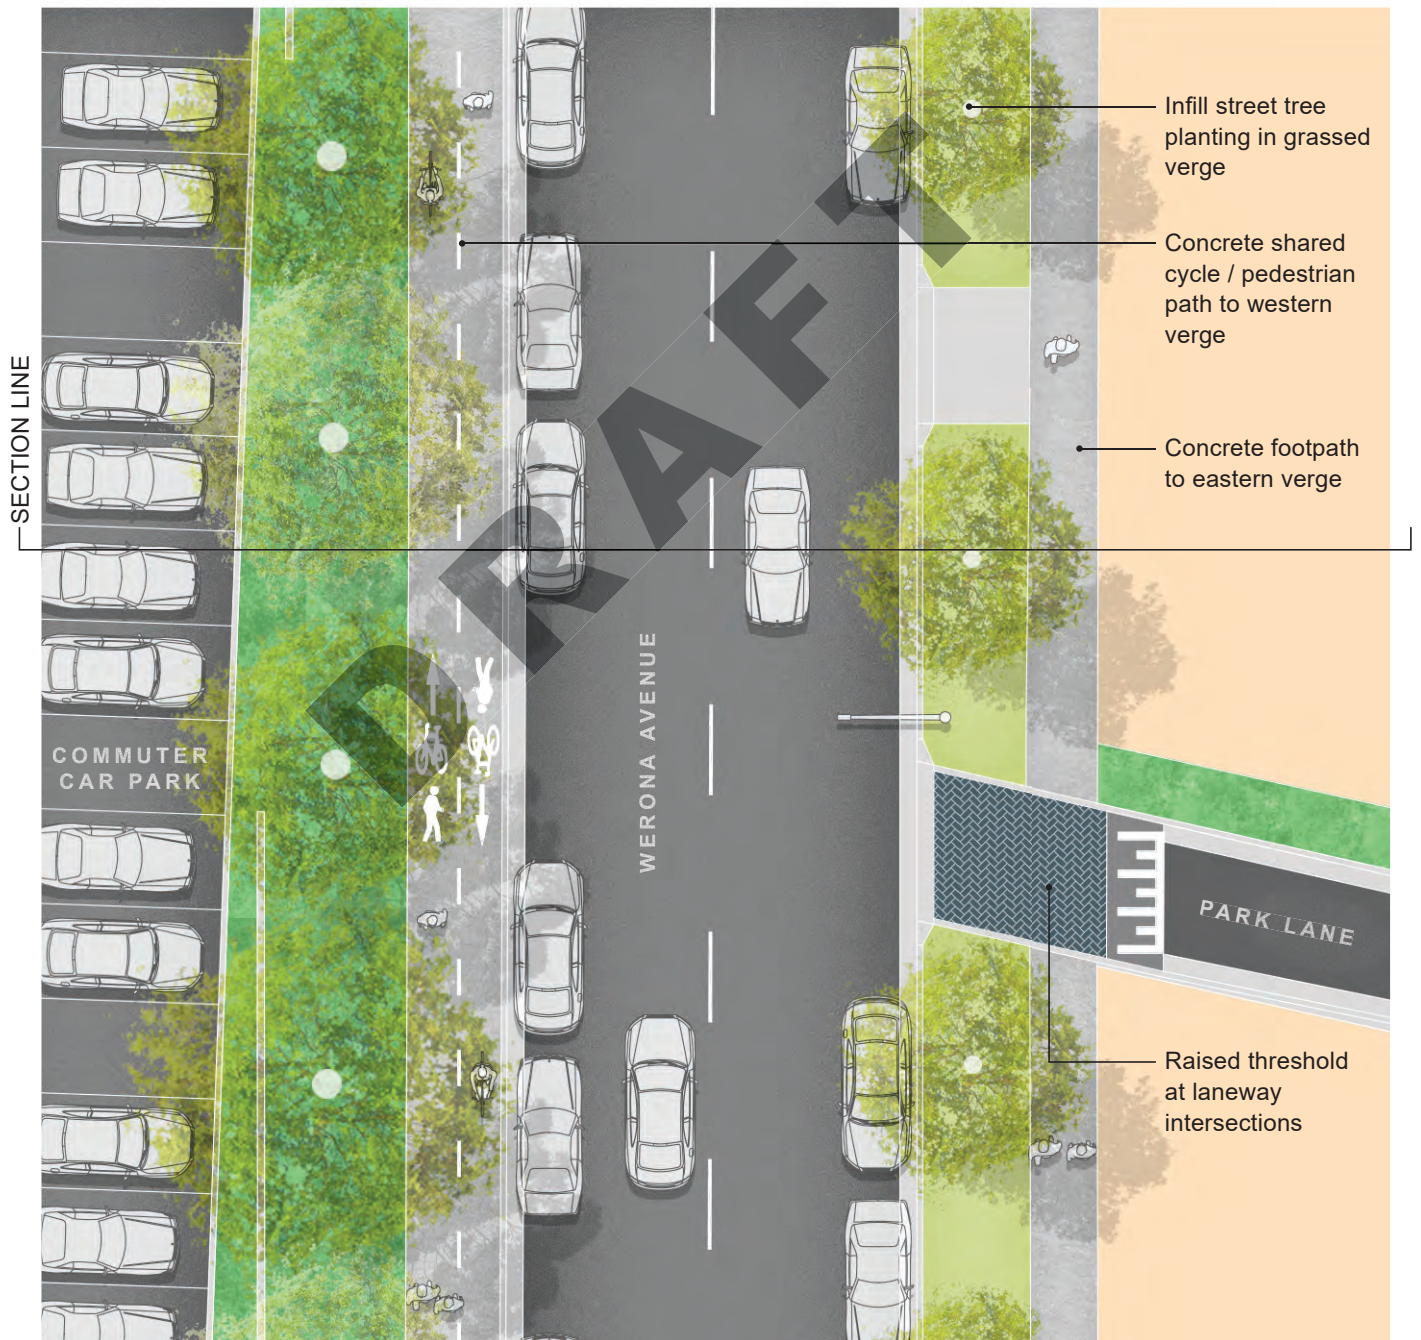 Infill street tree
planting in grassed
verge
Concrete shared
cycle / pedestrian
path to western
verge
Concrete footpath
to eastern verge
SECTION LINE
DRAFT
WERONA AVENUE
COMMUTER
CAR PARK
PARK LANE
Raised threshold
at laneway
intersections